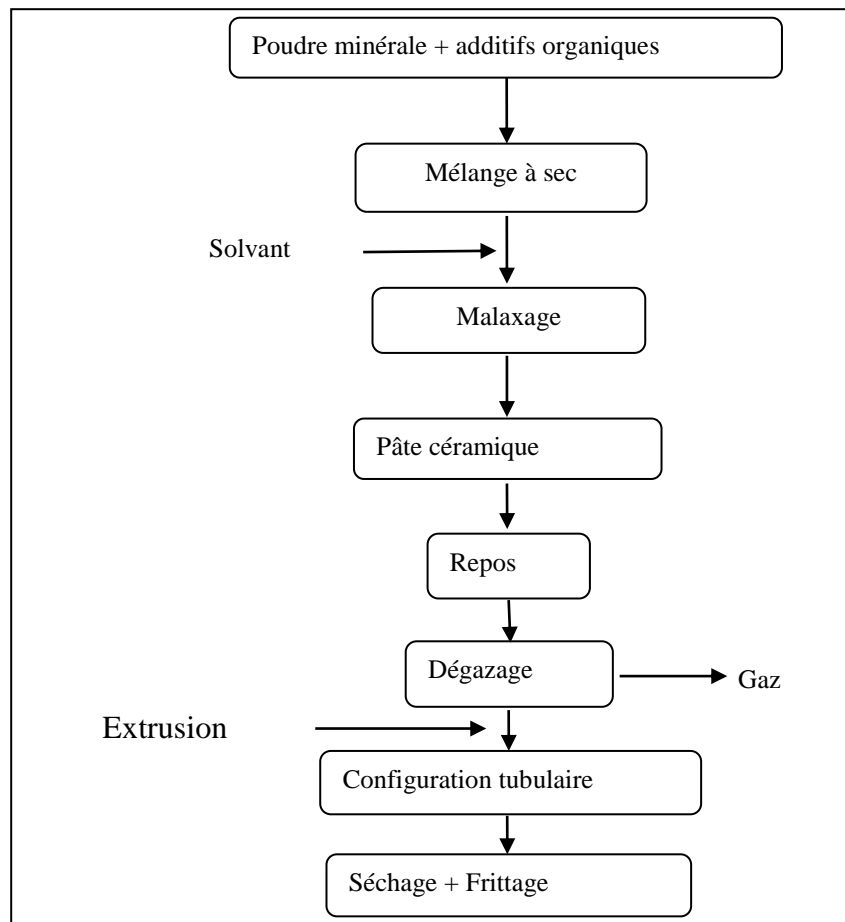 Poudre minérale + additifs organiques
Mélange à sec
Solvant
Malaxage
Pâte céramique
Repos
Dégazage
Gaz
Extrusion
Configuration tubulaire
Séchage + Frittage